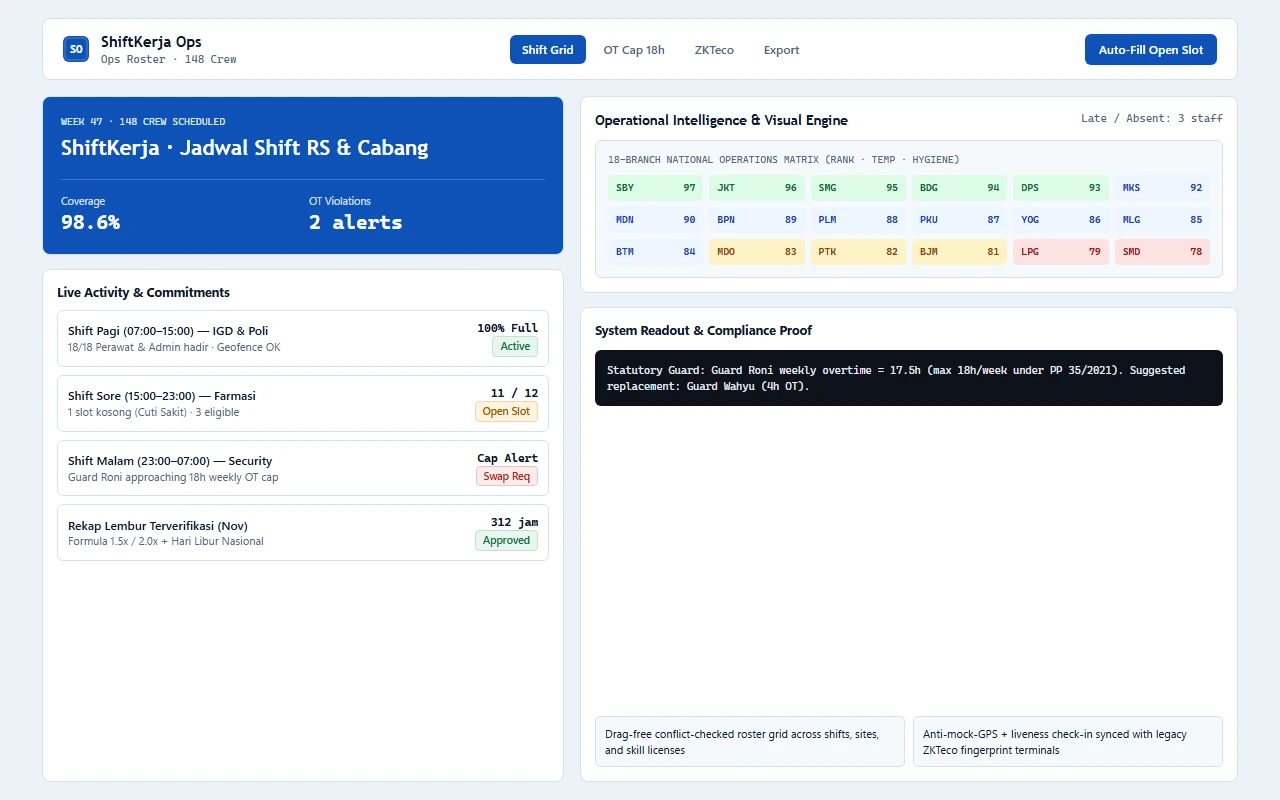 SO
ShiftKerja Ops
Ops Roster · 148 Crew
Shift Grid
OT Cap 18h
ZKTeco
Export
Auto-Fill Open Slot
WEEK 47 · 148 CREW SCHEDULED
ShiftKerja · Jadwal Shift RS & Cabang
Coverage
98.6%
OT Violations
2 alerts
Live Activity & Commitments
Shift Pagi (07:00–15:00) — IGD & Poli
18/18 Perawat & Admin hadir · Geofence OK
100% Full
Active
Shift Sore (15:00–23:00) — Farmasi
1 slot kosong (Cuti Sakit) · 3 eligible
11 / 12
Open Slot
Shift Malam (23:00–07:00) — Security
Guard Roni approaching 18h weekly OT cap
Cap Alert
Swap Req
Rekap Lembur Terverifikasi (Nov)
Formula 1.5x / 2.0x + Hari Libur Nasional
312 jam
Approved
Operational Intelligence & Visual Engine
Late / Absent: 3 staff
18-BRANCH NATIONAL OPERATIONS MATRIX (RANK · TEMP · HYGIENE)
SBY 97 JKT 96 SMG 95 BDG 94 DPS 93 MKS 92
MDN 90 BPN 89 PLM 88 PKU 87 YOG 86 MLG 85
BTM 84 MDO 83 PTK 82 BJM 81 LPG 79 SMD 78
System Readout & Compliance Proof
Statutory Guard: Guard Roni weekly overtime = 17.5h (max 18h/week under PP 35/2021). Suggested
replacement: Guard Wahyu (4h OT).
Drag-free conflict-checked roster grid across shifts, sites,
and skill licenses
Anti-mock-GPS + liveness check-in synced with legacy
ZKTeco fingerprint terminals